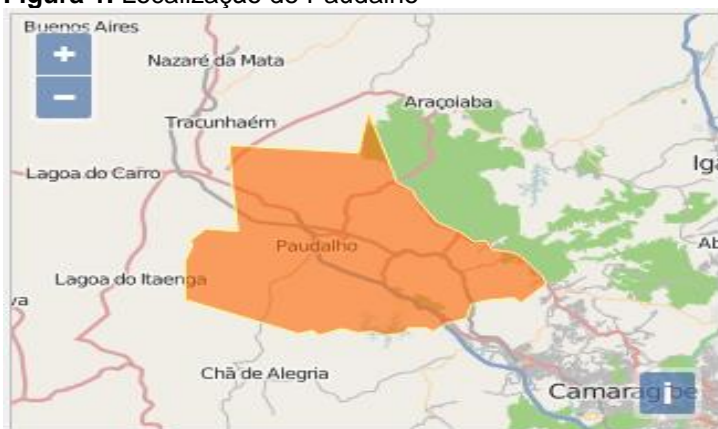 Figura 1. Localização de Paudalho
Buenos Aires
+
Nazaré da Mata
−
Araçoiaba
Tracunhaém
Iga
Lagoa do Carro
Paudalho
Ab
Lagoa do Itaenga
va
Chã de Alegria
Camaragibe
i